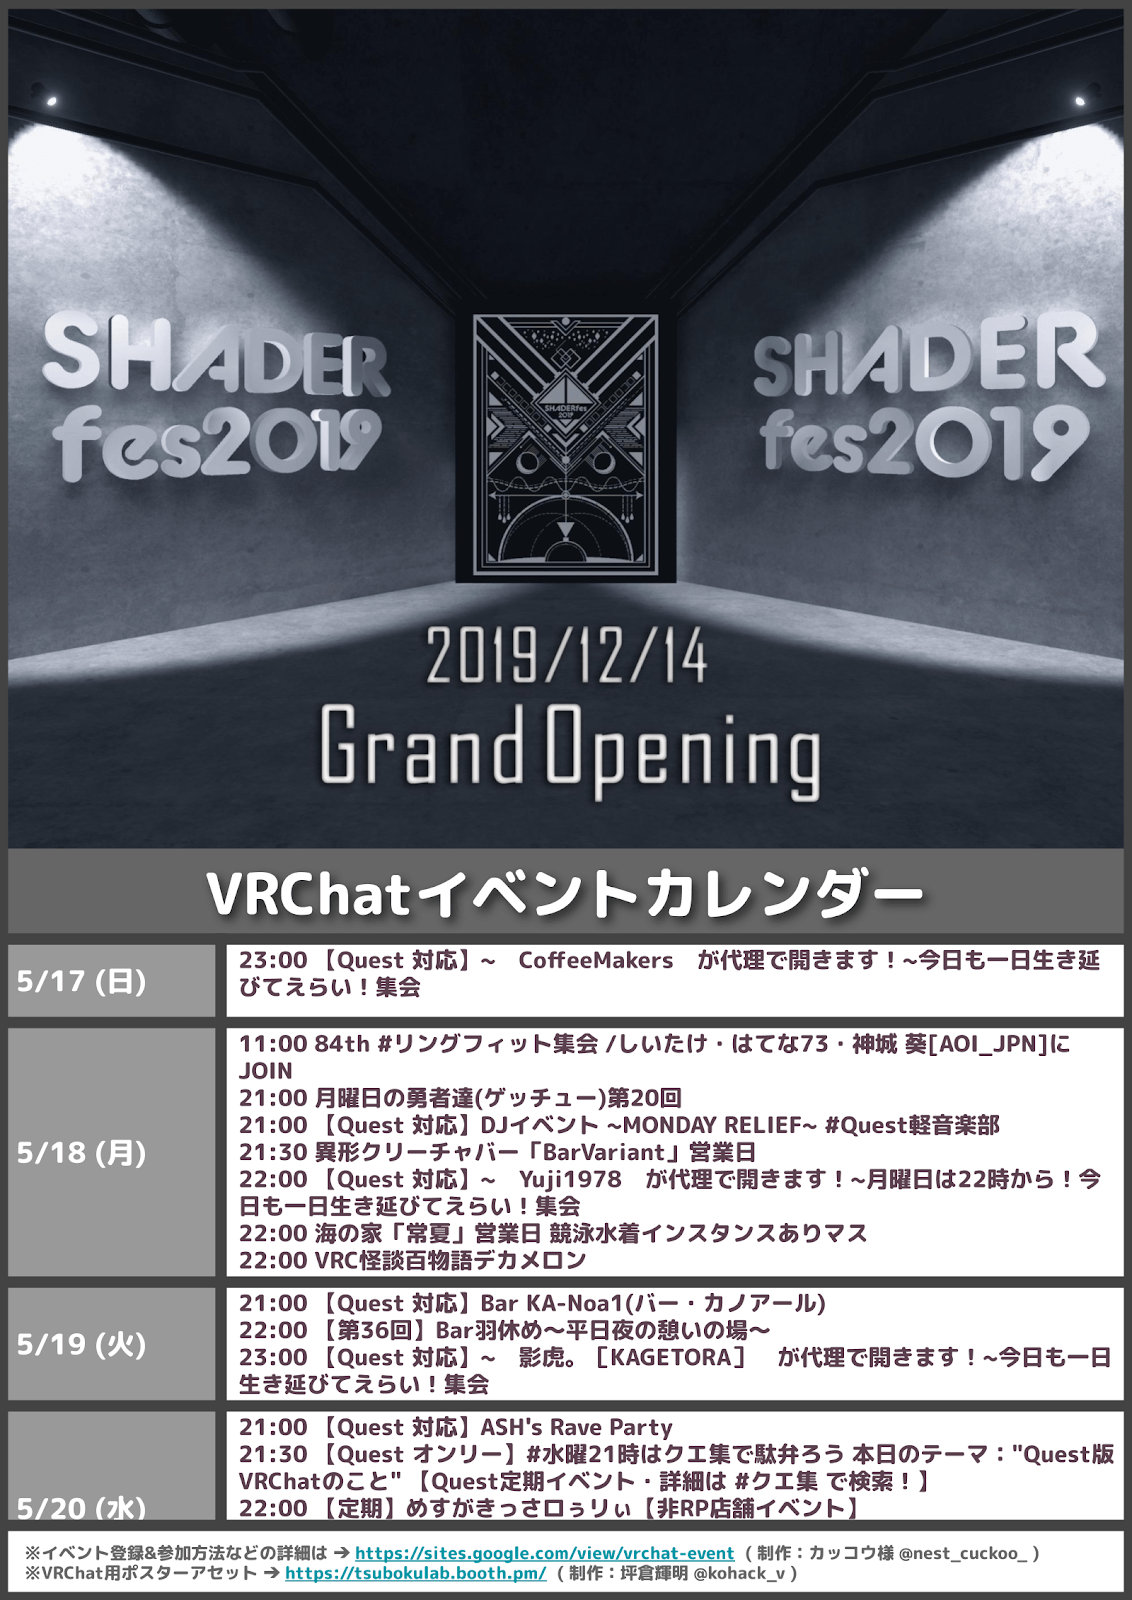 SHADER
fes2019
SHADER
fes2019
SHADERfes
2019
2019/12/14
Grand Opening
VRChatイベントカレンダー
5/17 (日)
23:00 【Quest 対応】~　CoffeeMakers　が代理で開きます！~今日も一日生き延
びてえらい！集会
5/18 (月)
11:00 84th #リングフィット集会 /しいたけ・はてな73・神城 葵[AOI_JPN]に
JOIN
21:00 月曜日の勇者達(ゲッチュー)第20回
21:00 【Quest 対応】DJイベント ~MONDAY RELIEF~ #Quest軽音楽部
21:30 異形クリーチャバー「BarVariant」営業日
22:00 【Quest 対応】~　Yuji1978　が代理で開きます！~月曜日は22時から！今
日も一日生き延びてえらい！集会
22:00 海の家「常夏」営業日 競泳水着インスタンスありマス
22:00 VRC怪談百物語デカメロン
5/19 (火)
21:00 【Quest 対応】Bar KA-Noa1(バー・カノアール)
22:00 【第36回】Bar羽休め～平日夜の憩いの場～
23:00 【Quest 対応】~　影虎。［KAGETORA］　が代理で開きます！~今日も一日
生き延びてえらい！集会
5/20 (水)
21:00 【Quest 対応】ASH's Rave Party
21:30 【Quest オンリー】#水曜21時はクエ集で駄弁ろう 本日のテーマ："Quest版
VRChatのこと" 【Quest定期イベント・詳細は #クエ集 で検索！】
22:00 【定期】めすがきっさロぅリぃ【非RP店舗イベント】
※イベント登録&参加方法などの詳細は ➔ https://sites.google.com/view/vrchat-event （制作：カッコウ様 @nest_cuckoo_ ）
※VRChat用ポスターアセット ➔ https://tsubokulab.booth.pm/ （制作：坪倉輝明 @kohack_v ）